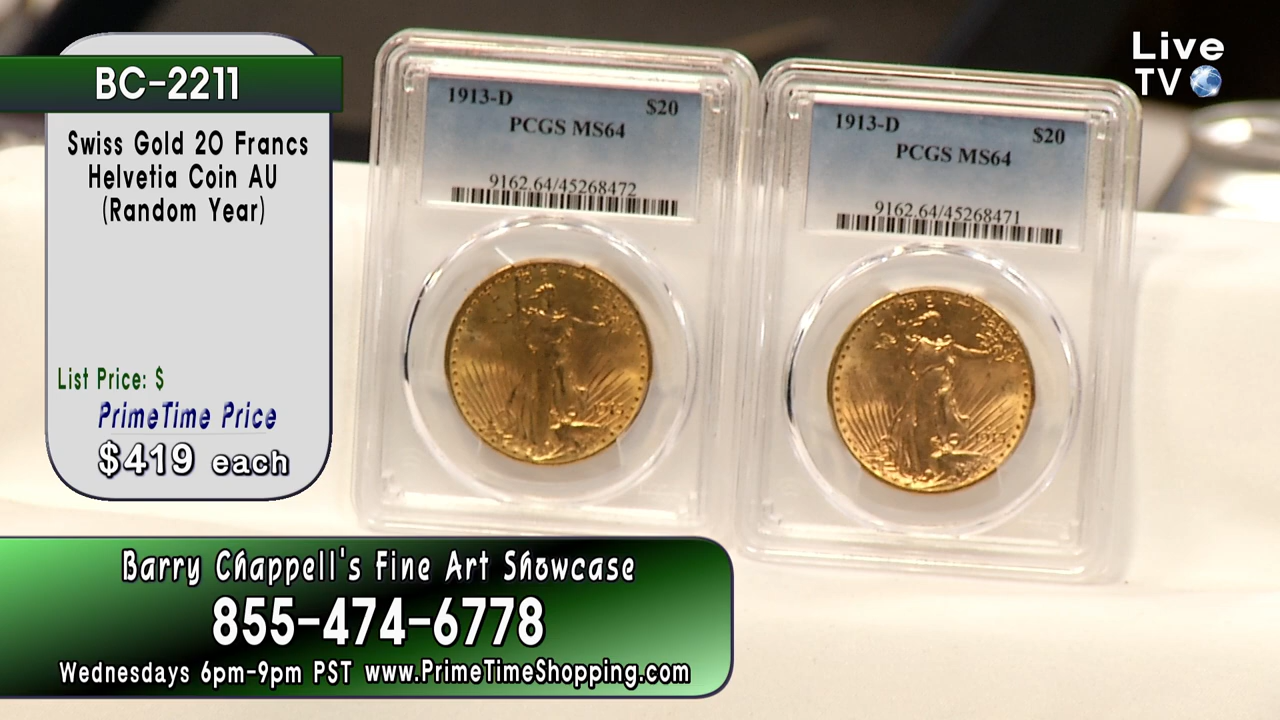 BC-2211
Swiss Gold 20 Francs
Helvetia Coin AU
(Random Year)
List Price: $
PrimeTime Price
$419 each
1913-D $20
PCGS MS64
9162.64/45268472
1913-D $20
PCGS MS64
9162.64/45268471
Live
TV
Barry Chappell's Fine Art Showcase
855-474-6778
Wednesdays 6pm-9pm PST www.PrimeTimeShopping.com